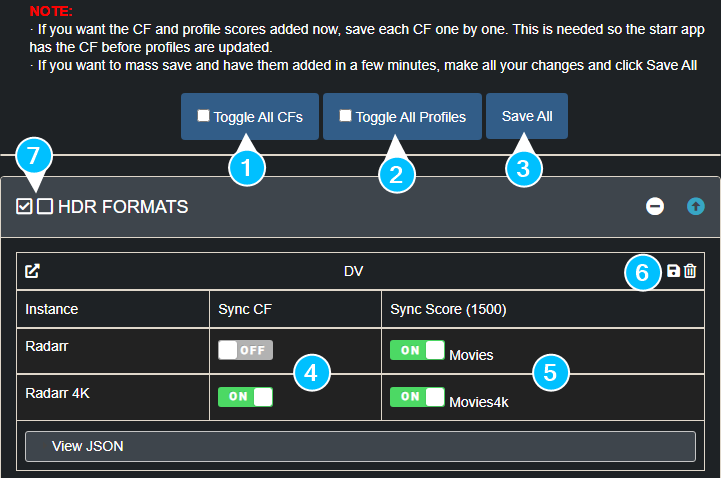 NOTE:
· If you want the CF and profile scores added now, save each CF one by one. This is needed so the starr app
has the CF before profiles are updated.
· If you want to mass save and have them added in a few minutes, make all your changes and click Save All
Toggle All CFs Toggle All Profiles Save All
1 2 3
7
HDR FORMATS
DV 6
Instance Sync CF Sync Score (1500)
Radarr OFF ON Movies
4 5
Radarr 4K ON ON Movies4k
View JSON